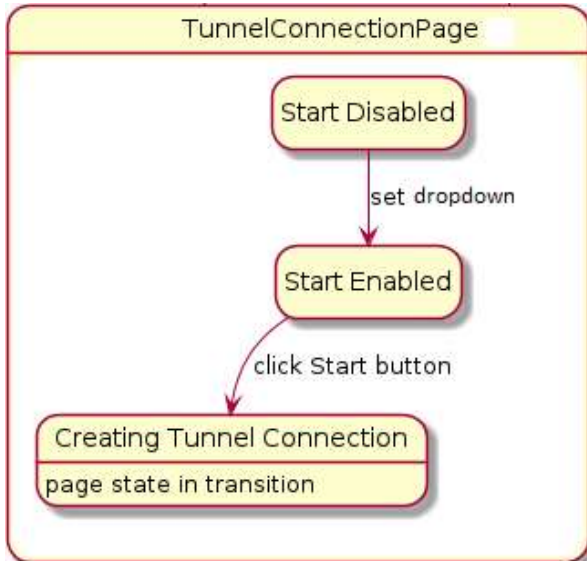 TunnelConnectionPage
Start Disabled
set dropdown
Start Enabled
click Start button
Creating Tunnel Connection
page state in transition